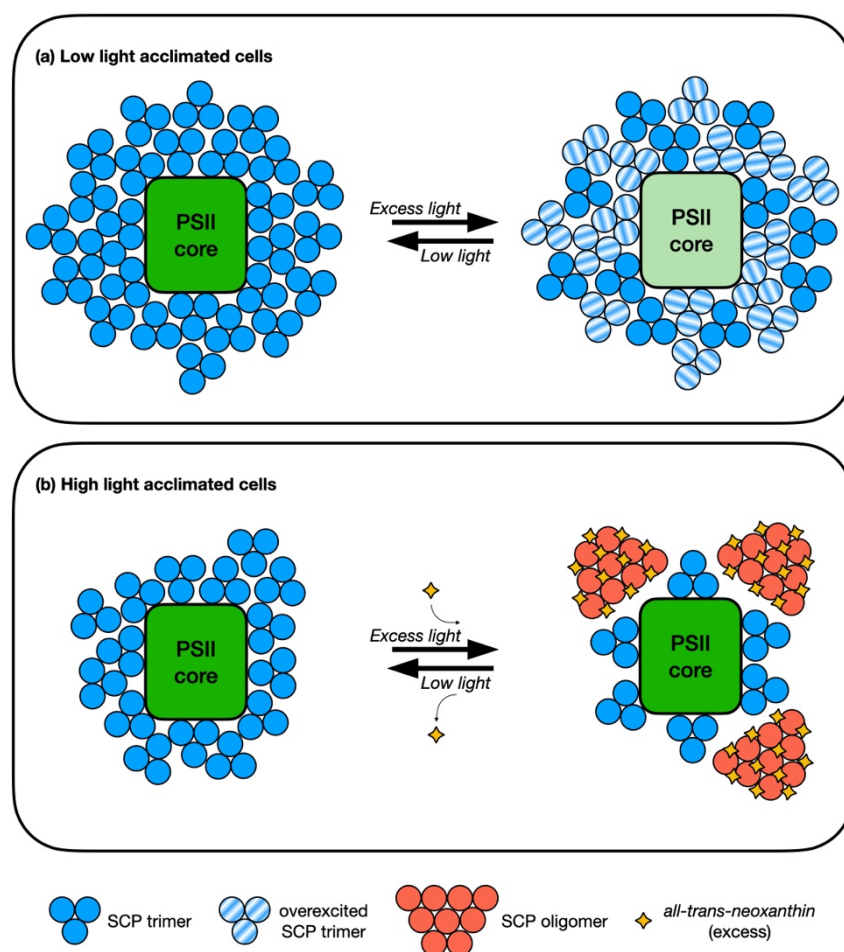 (a) Low light acclimated cells
PSII
core
Excess light
Low light
PSII
core
(b) High light acclimated cells
PSII
core
Excess light
Low light
PSII
core
SCP trimer
overexcited
SCP trimer
SCP oligomer
all-trans-neoxanthin
(excess)